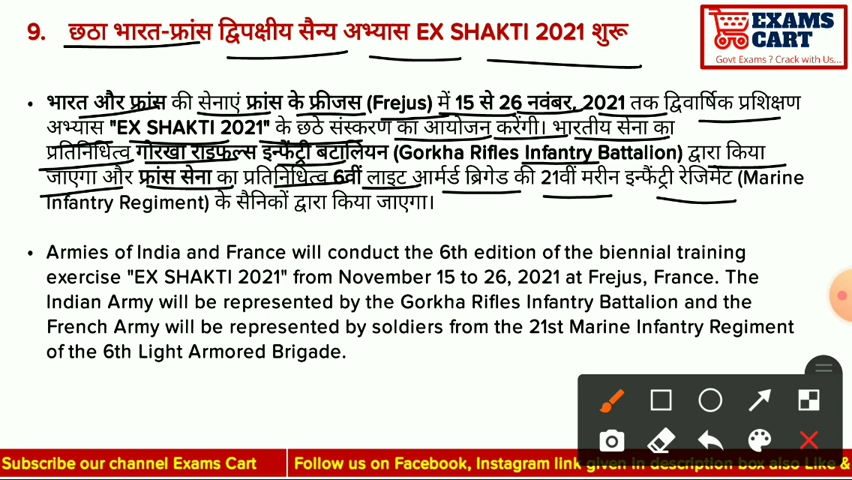 9. छठा भारत-फ्रांस द्विपक्षीय सैन्य अभ्यास EX SHAKTI 2021 शुरू
EXAMS
CART
Govt Exams ? Crack with Us...
• भारत और फ्रांस की सेनाएं फ्रांस के फ्रीजस (Frejus) में 15 से 26 नवंबर, 2021 तक द्विवार्षिक प्रशिक्षण
अभ्यास "EX SHAKTI 2021" के छठे संस्करण का आयोजन करेंगी। भारतीय सेना का
प्रतिनिधित्व गोरखा राइफल्स इन्फैंट्री बटालियन (Gorkha Rifles Infantry Battalion) द्वारा किया
जाएगा और फ्रांस सेना का प्रतिनिधित्व 6वीं लाइट आर्मर्ड ब्रिगेड की 21वीं मरीन इन्फैंट्री रेजिमेंट (Marine
Infantry Regiment) के सैनिकों द्वारा किया जाएगा।
• Armies of India and France will conduct the 6th edition of the biennial training
exercise "EX SHAKTI 2021" from November 15 to 26, 2021 at Frejus, France. The
Indian Army will be represented by the Gorkha Rifles Infantry Battalion and the
French Army will be represented by soldiers from the 21st Marine Infantry Regiment
of the 6th Light Armored Brigade.
Subscribe our channel Exams Cart
Follow us on Facebook, Instagram link given in description box also Like &